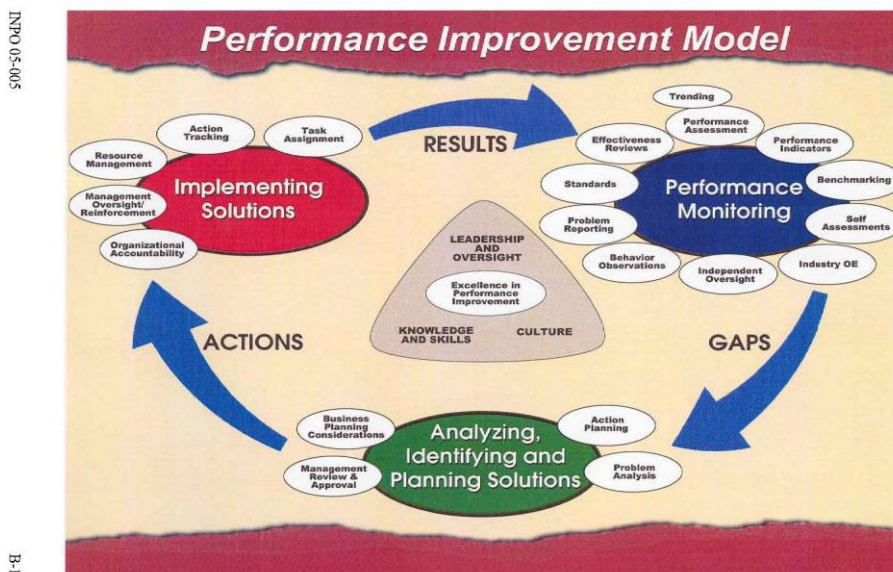 INPO 05-005
Performance Improvement Model
Trending
Performance
Assessment
Effectiveness
Reviews
Performance
Indicators
Standards
Benchmarking
Performance
Monitoring
Problem
Reporting
Self
Assessments
Behavior
Observations
Independent
Oversight
Industry OE
RESULTS
Action
Tracking
Task
Assignment
Resource
Management
Implementing
Solutions
Management
Oversight/
Reinforcement
Organizational
Accountability
LEADERSHIP
AND
OVERSIGHT
Excellence in
Performance
Improvement
KNOWLEDGE
AND SKILLS
CULTURE
ACTIONS
GAPS
Business
Planning
Considerations
Action
Planning
Analyzing,
Identifying and
Planning Solutions
Management
Review &
Approval
Problem
Analysis